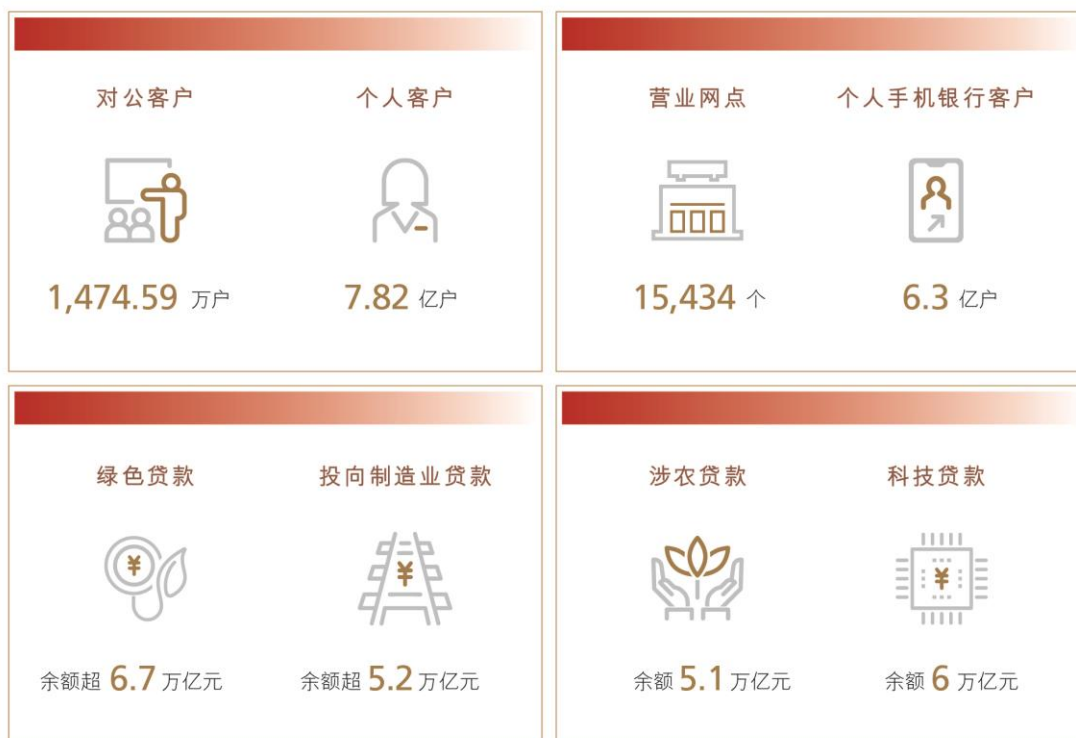 对公客户
个人客户
1,474.59 万户
7.82 亿户
营业网点
个人手机银行客户
15,434 个
6.3 亿户
绿色贷款
投向制造业贷款
¥
¥
余额超 6.7 万亿元
余额超 5.2 万亿元
涉农贷款
科技贷款
¥
余额 5.1 万亿元
余额 6 万亿元